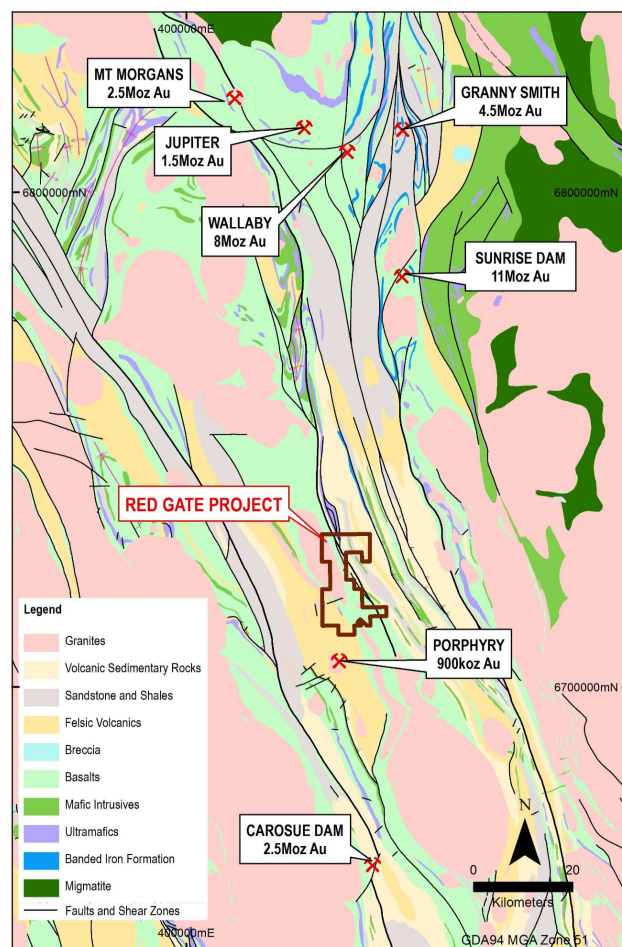 400000mE
MT MORGANS
2.5Moz Au
GRANNY SMITH
4.5Moz Au
JUPITER
1.5Moz Au
6800000mN
6800000mN
WALLABY
8Moz Au
SUNRISE DAM
11Moz Au
RED GATE PROJECT
Legend
Granites
Volcanic Sedimentary Rocks
Sandstone and Shales
Felsic Volcanics
Breccia
Basalts
Mafic Intrusives
Ultramafics
Banded Iron Formation
Migmatite
Faults and Shear Zones
PORPHYRY
900koz Au
6700000mN
CAROSUE DAM
2.5Moz Au
N
0 20
Kilometers
400000mE
GDA94 MGA Zone 51